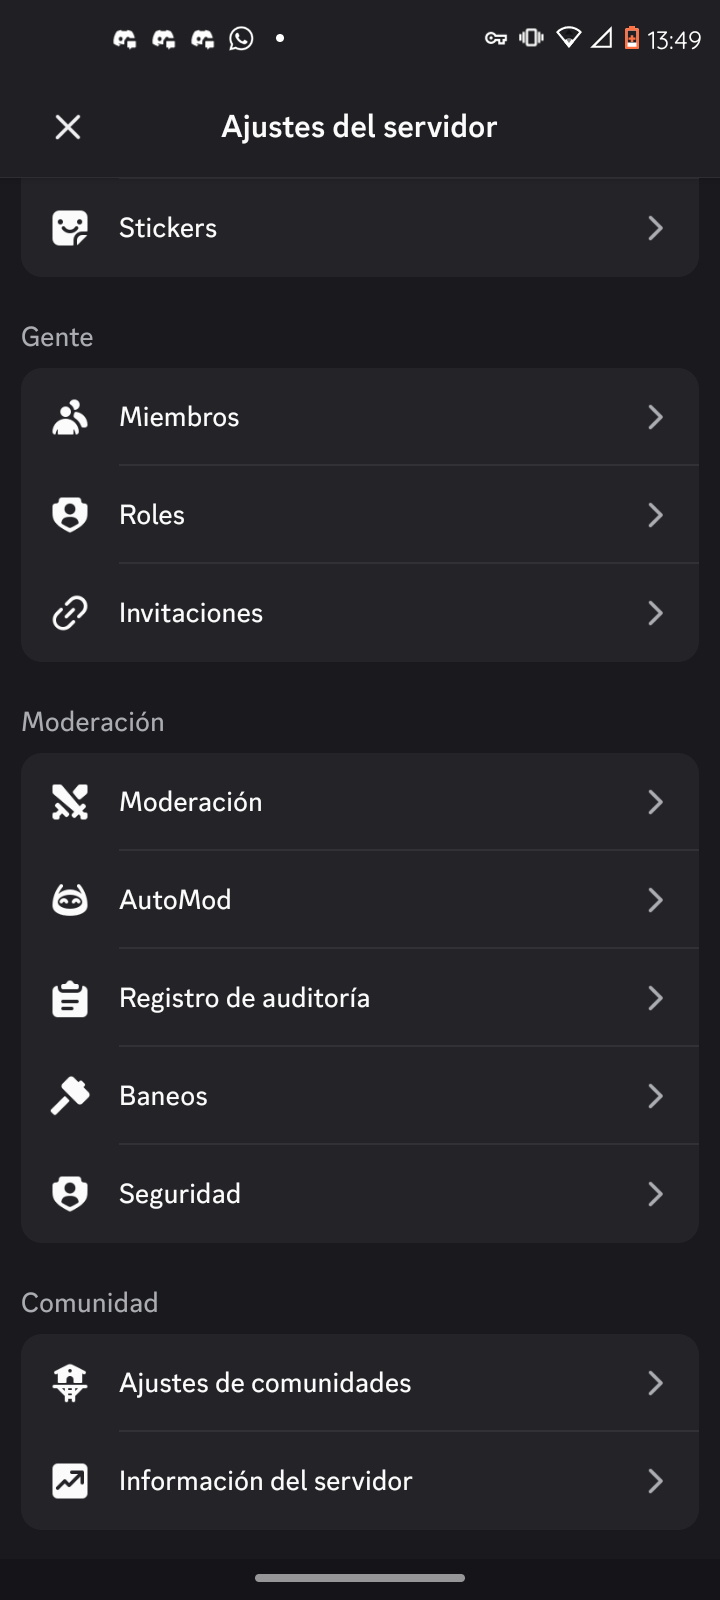 13:49
Ajustes del servidor
Stickers
Gente
Miembros
Roles
Invitaciones
Moderación
Moderación
AutoMod
Registro de auditoría
Baneos
Seguridad
Comunidad
Ajustes de comunidades
Información del servidor